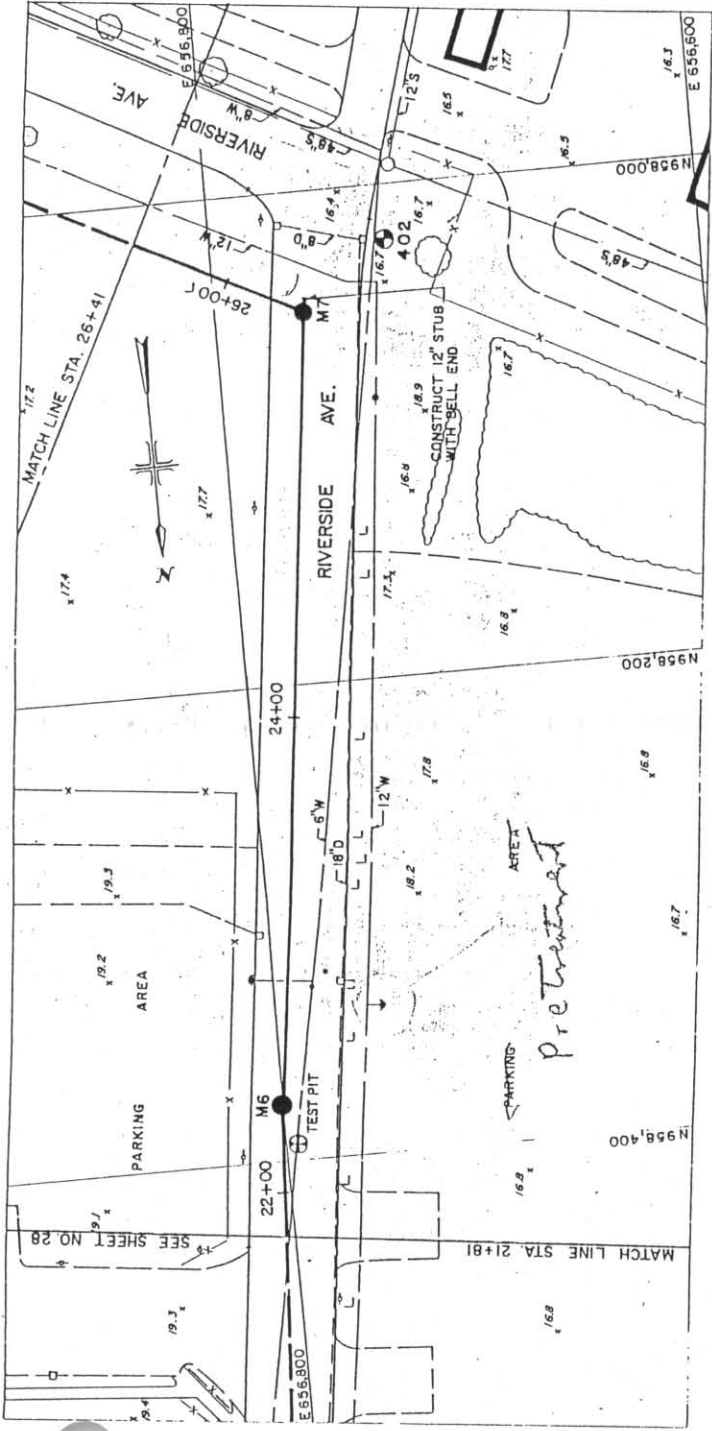 MATCH LINE STA. 26+41
E 656,800
RIVERSIDE
AVE.
8"W
48"S
12"S
12"W
8"D
26+00
M7
402
16.4
16.7
16.7
16.7
16.5
17.7
16.3
16.5
E 656,600
N958,000
48"S
17.2
17.4
17.7
N
RIVERSIDE AVE.
CONSTRUCT 12" STUB
WITH BELL END
18.9
16.8
16.7
17.3
16.8
N958,200
24+00
6"W
18"D
12"W
17.8
18.2
16.8
16.7
19.3
19.2
PARKING AREA
PARKING AREA
Pretreatment
M6
TEST PIT
22+00
N958,400
16.8
19.1
SEE SHEET NO. 28
MATCH LINE STA. 21+81
19.3
19.4
E 656,800
16.8